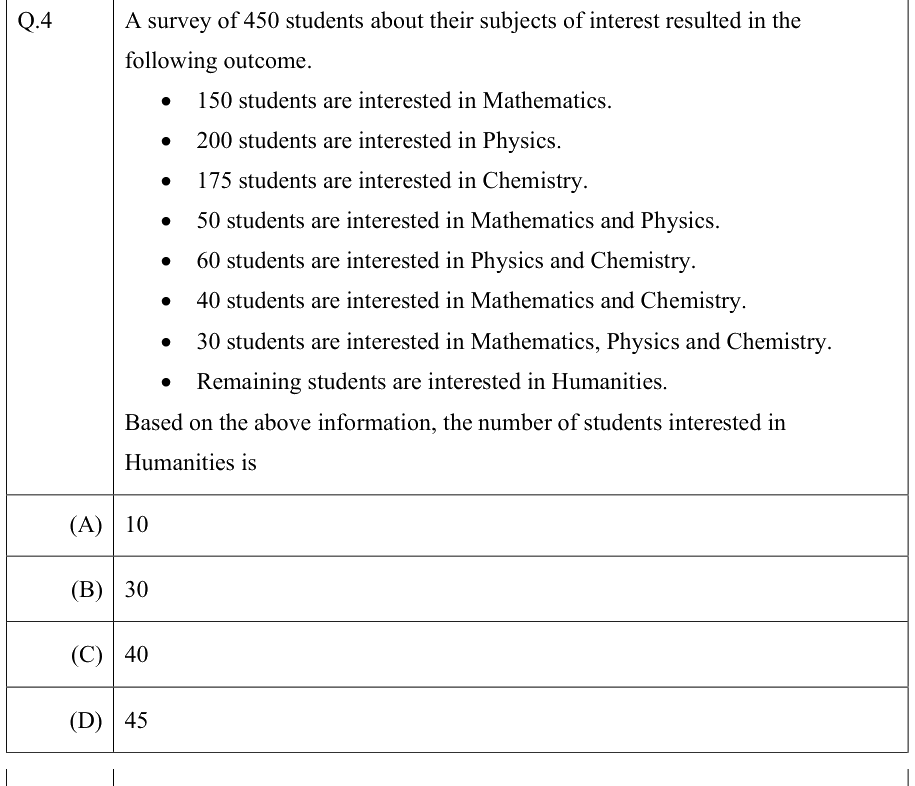 Q.4 A survey of 450 students about their subjects of interest resulted in the
following outcome.
• 150 students are interested in Mathematics.
• 200 students are interested in Physics.
• 175 students are interested in Chemistry.
• 50 students are interested in Mathematics and Physics.
• 60 students are interested in Physics and Chemistry.
• 40 students are interested in Mathematics and Chemistry.
• 30 students are interested in Mathematics, Physics and Chemistry.
• Remaining students are interested in Humanities.
Based on the above information, the number of students interested in
Humanities is
(A) 10
(B) 30
(C) 40
(D) 45